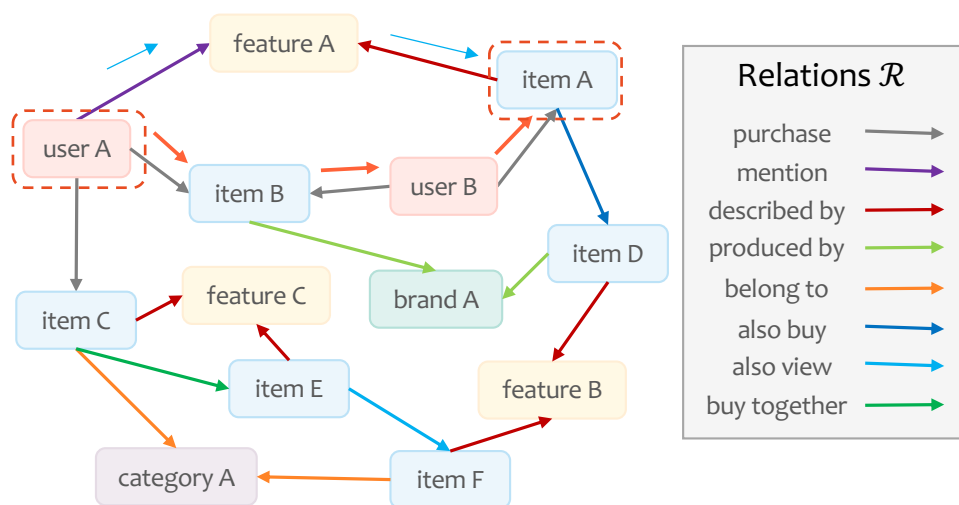 feature A
item A
user A
item B
user B
item D
feature C
brand A
item C
item E
feature B
category A
item F
Relations ℛ
purchase
mention
described by
produced by
belong to
also buy
also view
buy together